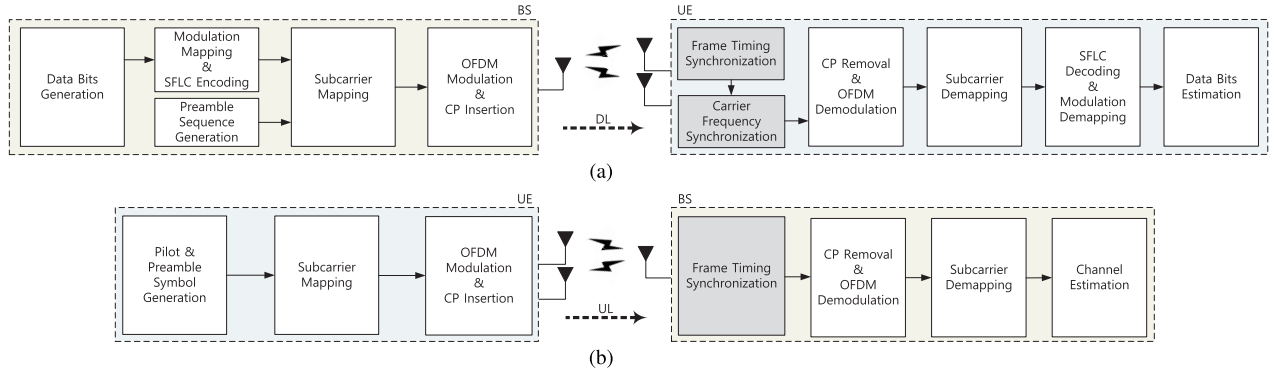 BS
UE
Data Bits
Generation
Modulation
Mapping
&
SFLC Encoding
Preamble
Sequence
Generation
Subcarrier
Mapping
OFDM
Modulation
&
CP Insertion
DL
Frame Timing
Synchronization
Carrier
Frequency
Synchronization
CP Removal
&
OFDM
Demodulation
Subcarrier
Demapping
SFLC
Decoding
&
Modulation
Demapping
Data Bits
Estimation
(a)
UE
BS
Pilot &
Preamble
Symbol
Generation
Subcarrier
Mapping
OFDM
Modulation
&
CP Insertion
UL
Frame Timing
Synchronization
CP Removal
&
OFDM
Demodulation
Subcarrier
Demapping
Channel
Estimation
(b)